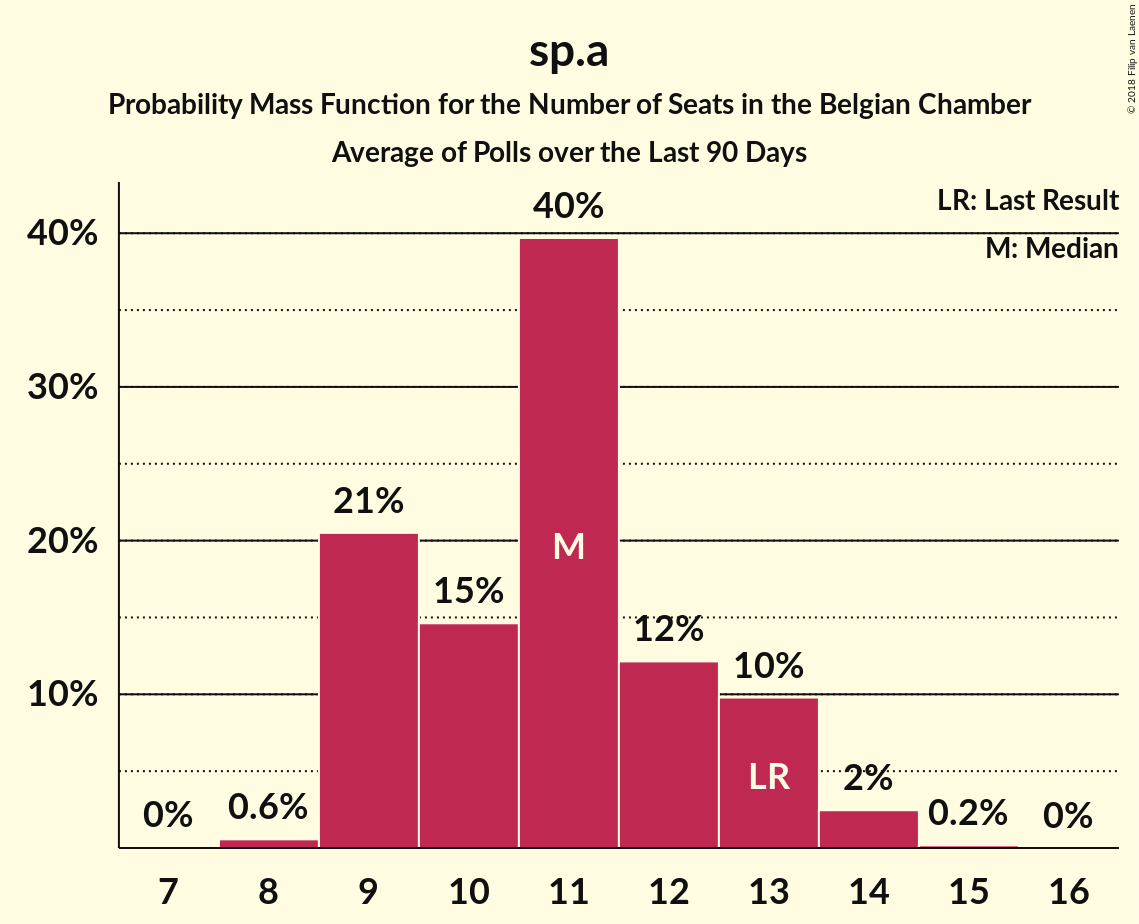 sp.a
Probability Mass Function for the Number of Seats in the Belgian Chamber
Average of Polls over the Last 90 Days
© 2018 Filip van Laenen
LR: Last Result
M: Median
40%
30%
20%
10%
0%
0.6%
21%
15%
40%
12%
10%
2%
0.2%
0%
M
LR
7 8 9 10 11 12 13 14 15 16